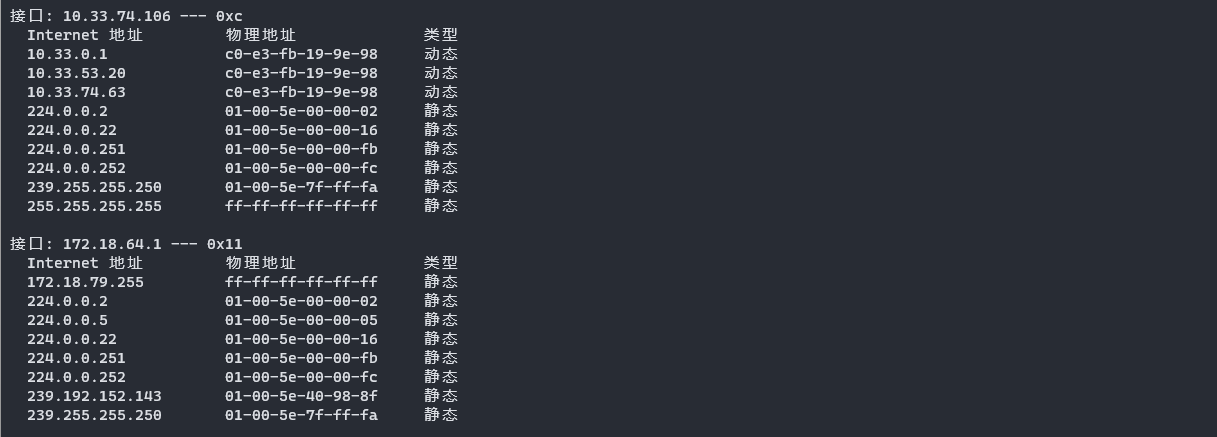 接口: 10.33.74.106 --- 0xc
  Internet 地址         物理地址              类型
  10.33.0.1             c0-e3-fb-19-9e-98     动态
  10.33.53.20           c0-e3-fb-19-9e-98     动态
  10.33.74.63           c0-e3-fb-19-9e-98     动态
  224.0.0.2             01-00-5e-00-00-02     静态
  224.0.0.22            01-00-5e-00-00-16     静态
  224.0.0.251           01-00-5e-00-00-fb     静态
  224.0.0.252           01-00-5e-00-00-fc     静态
  239.255.255.250       01-00-5e-7f-ff-fa     静态
  255.255.255.255       ff-ff-ff-ff-ff-ff     静态

接口: 172.18.64.1 --- 0x11
  Internet 地址         物理地址              类型
  172.18.79.255         ff-ff-ff-ff-ff-ff     静态
  224.0.0.2             01-00-5e-00-00-02     静态
  224.0.0.5             01-00-5e-00-00-05     静态
  224.0.0.22            01-00-5e-00-00-16     静态
  224.0.0.251           01-00-5e-00-00-fb     静态
  224.0.0.252           01-00-5e-00-00-fc     静态
  239.192.152.143       01-00-5e-40-98-8f     静态
  239.255.255.250       01-00-5e-7f-ff-fa     静态